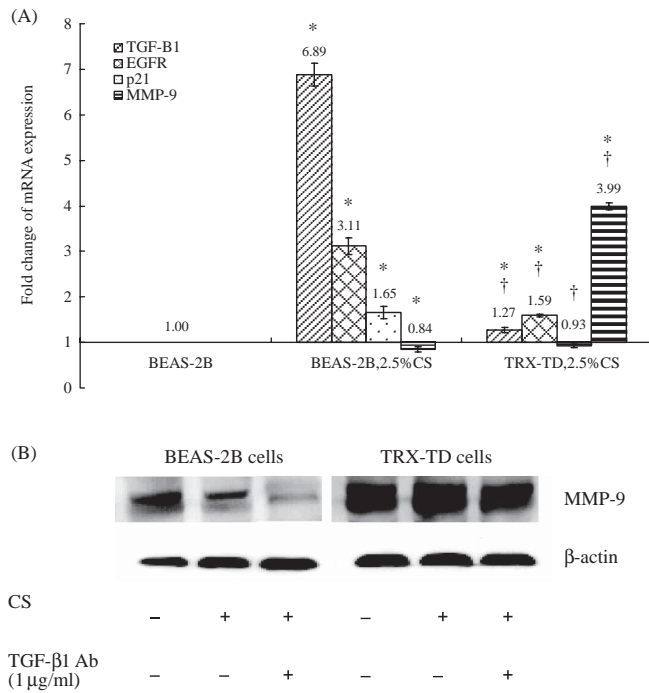 (A)
TGF-B1
EGFR
p21
MMP-9
Fold change of mRNA expression
8
7
6
5
4
3
2
1
0
1.00
*
6.89
*
3.11
*
1.65
*
0.84
*
†
1.27
*
†
1.59
†
0.93
*
†
3.99
BEAS-2B
BEAS-2B,2.5%CS
TRX-TD,2.5%CS
(B)
BEAS-2B cells
TRX-TD cells
MMP-9
β-actin
CS
– + + – + +
TGF-β1 Ab
(1 μg/ml)
– – + – – +